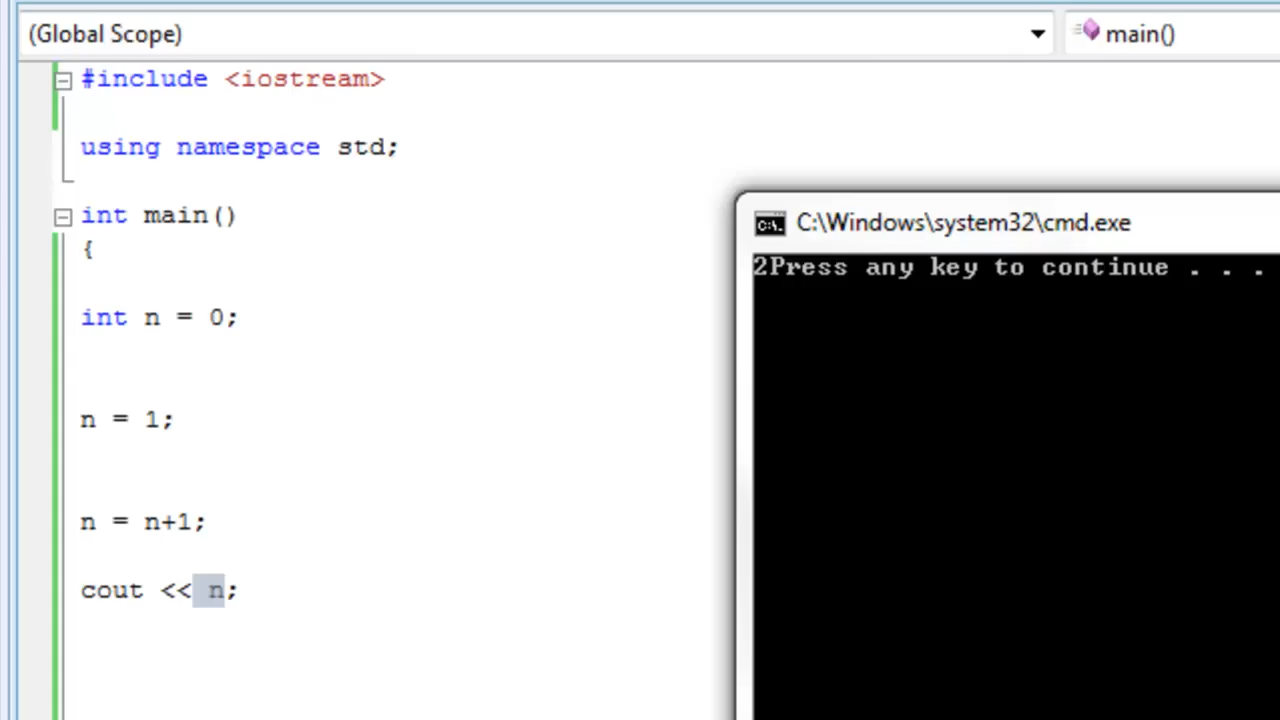 (Global Scope)
main()
#include <iostream>
using namespace std;
int main()
{
int n = 0;
n = 1;
n = n+1;
cout << n;
C:\Windows\system32\cmd.exe
C:\.
2Press any key to continue . . .